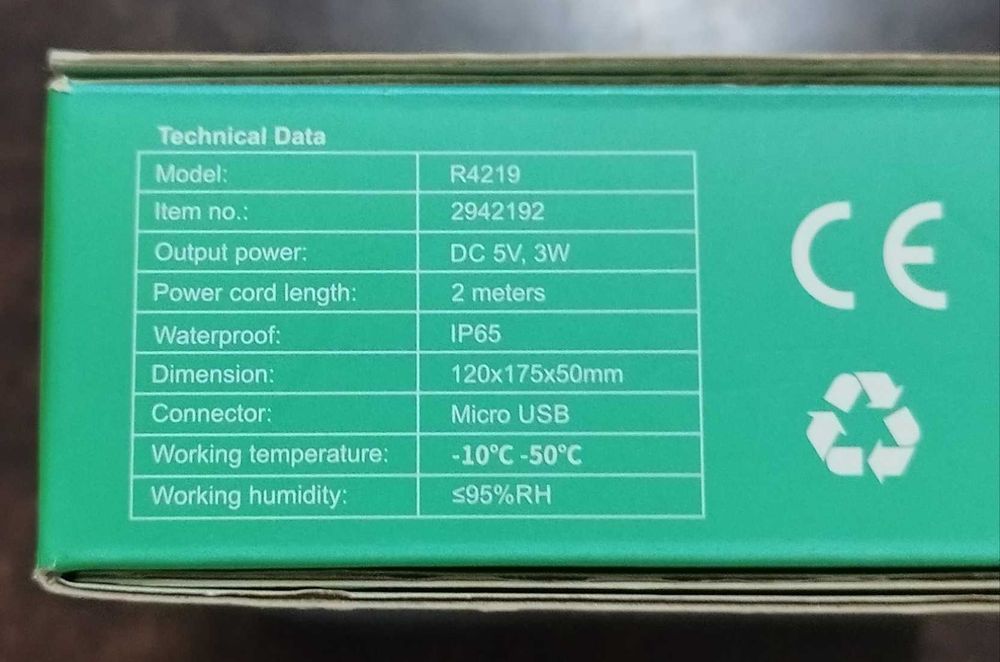 Technical Data
Model: R4219
Item no.: 2942192
Output power: DC 5V, 3W
Power cord length: 2 meters
Waterproof: IP65
Dimension: 120x175x50mm
Connector: Micro USB
Working temperature: -10℃ -50℃
Working humidity: ≤95%RH
CE